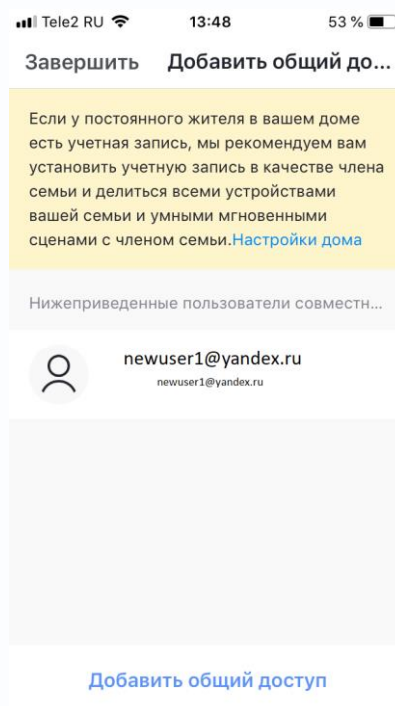 Tele2 RU 13:48 53 %
Завершить Добавить общий до...
Если у постоянного жителя в вашем доме
есть учетная запись, мы рекомендуем вам
установить учетную запись в качестве члена
семьи и делиться всеми устройствами
вашей семьи и умными мгновенными
сценами с членом семьи.Настройки дома
Нижеприведенные пользователи совместн...
newuser1@yandex.ru
newuser1@yandex.ru
Добавить общий доступ